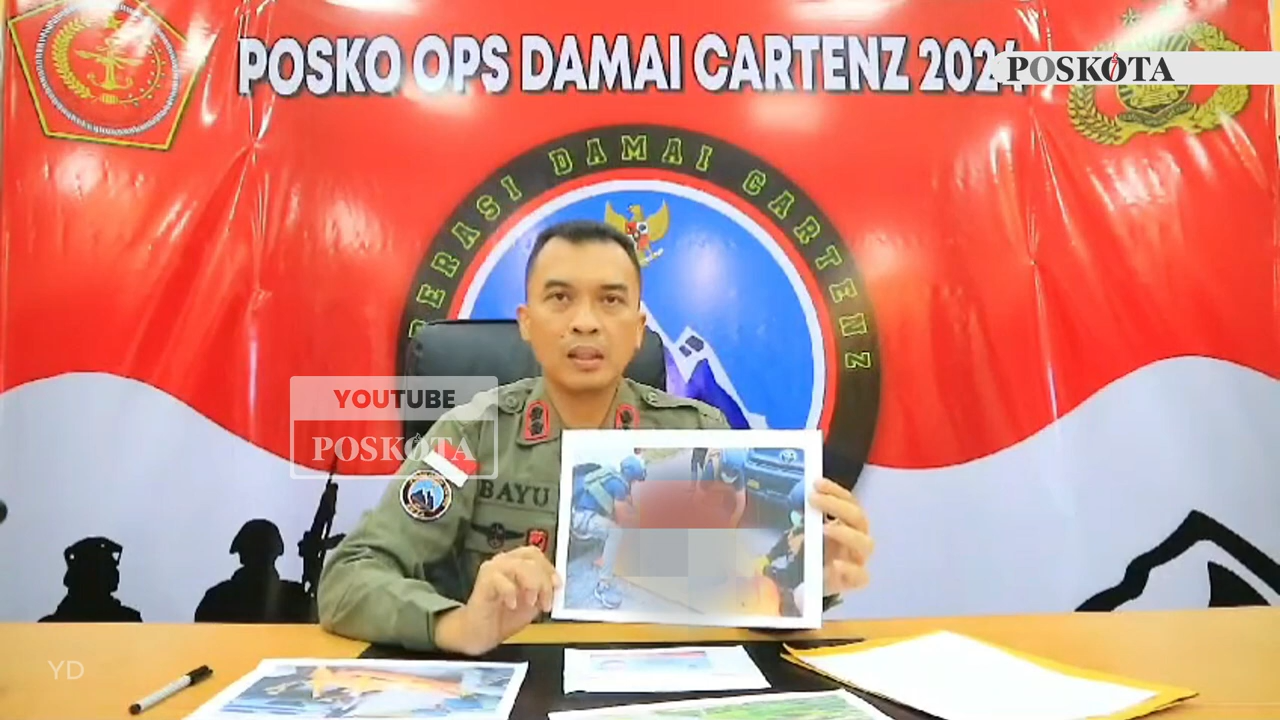 POSKO OPS DAMAI CARTENZ 2024
POSKOTA
OPERASI DAMAI CARTENZ
YOUTUBE
POSKOTA
BAYU
YD